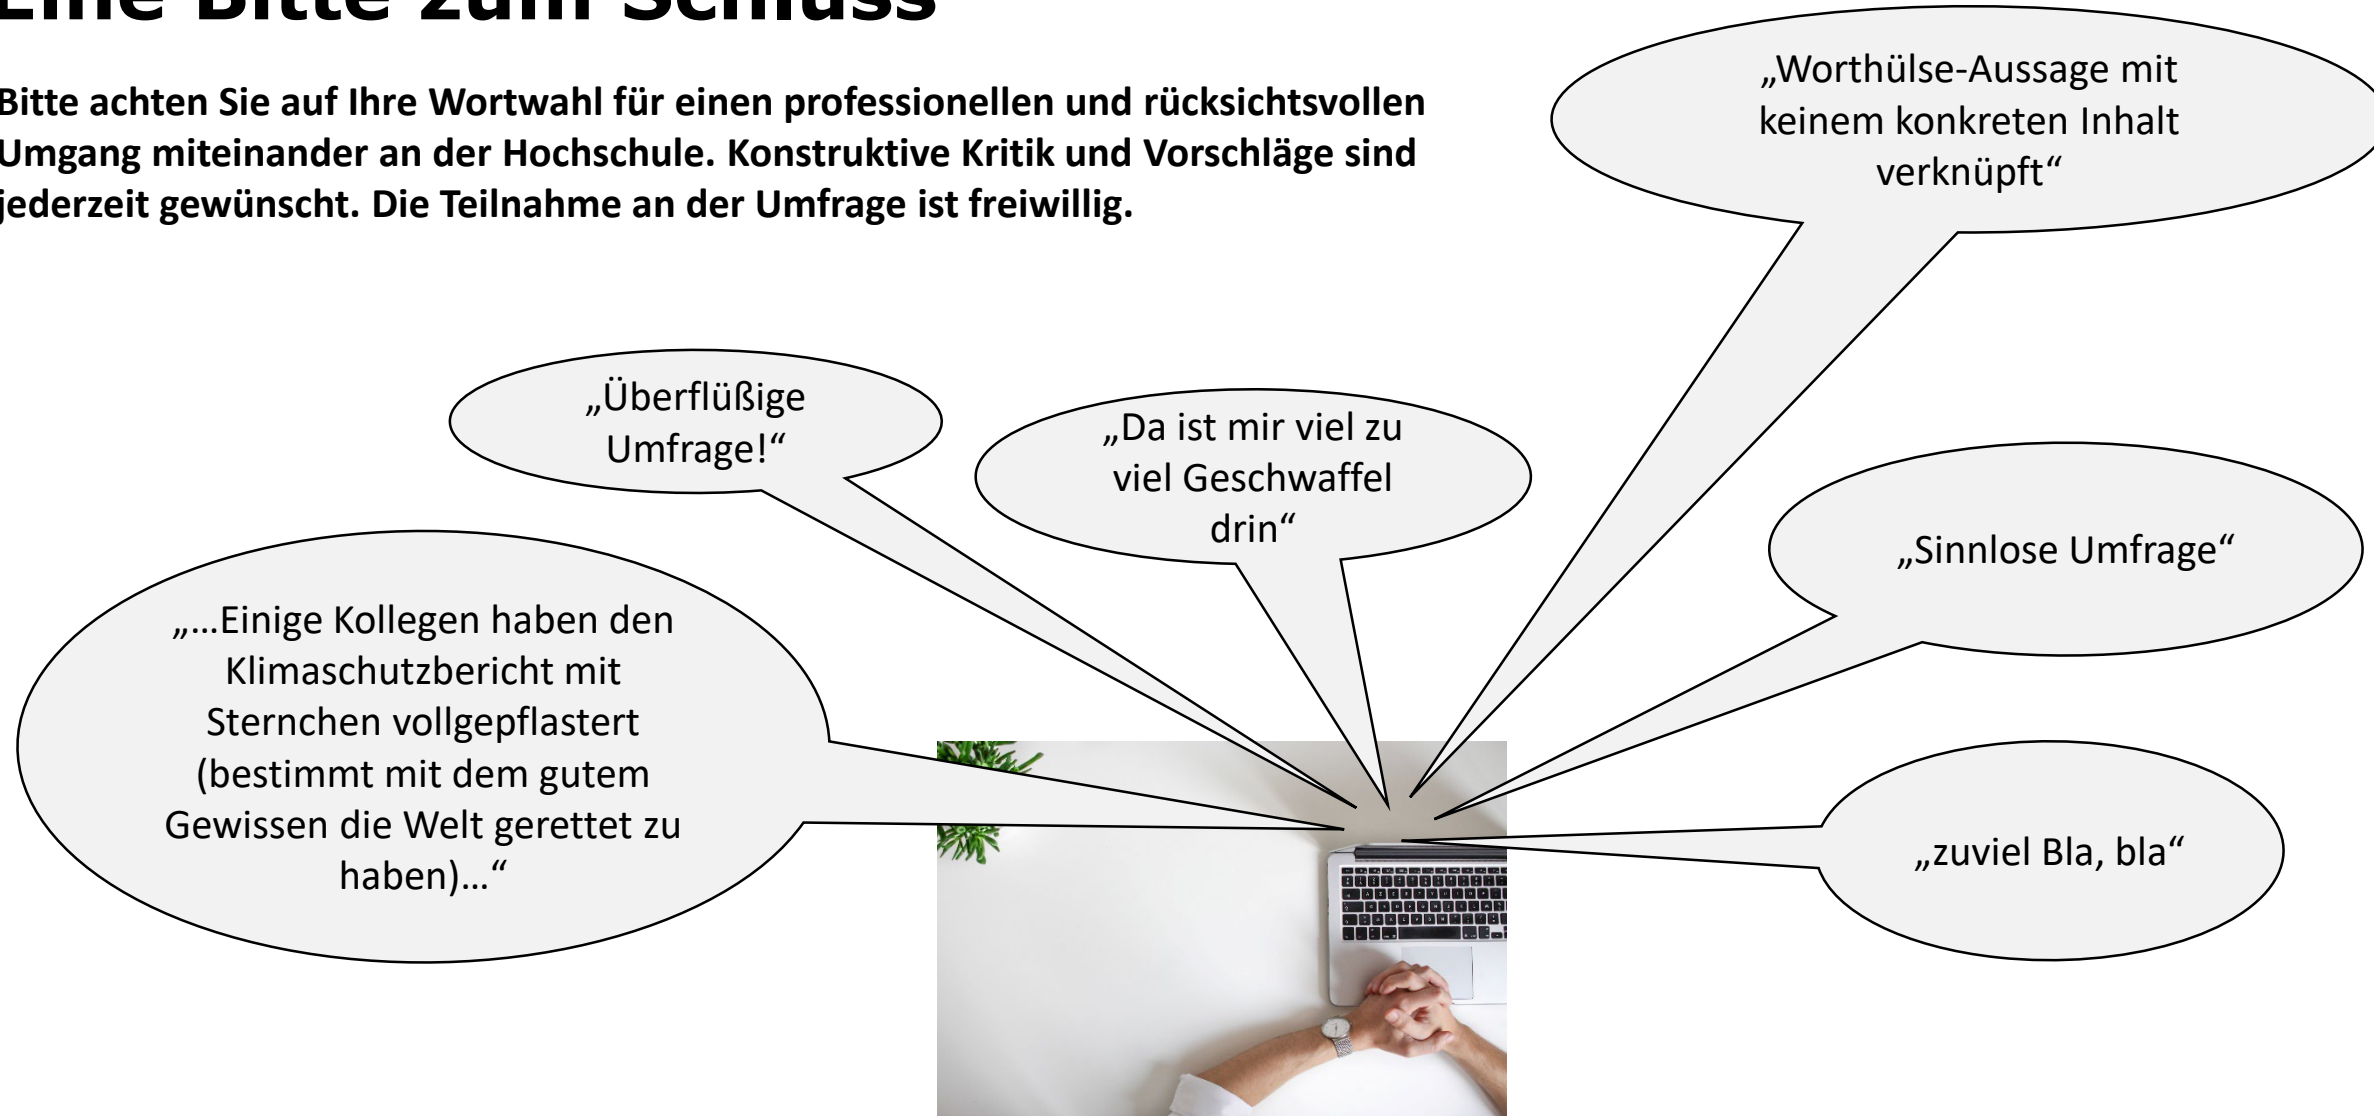 Eine Bitte zum Schluss
Bitte achten Sie auf Ihre Wortwahl für einen professionellen und rücksichtsvollen
Umgang miteinander an der Hochschule. Konstruktive Kritik und Vorschläge sind
jederzeit gewünscht. Die Teilnahme an der Umfrage ist freiwillig.
„Worthülse-Aussage mit
keinem konkreten Inhalt
verknüpft“
„Überflüßige
Umfrage!“
„Da ist mir viel zu
viel Geschwaffel
drin“
„Sinnlose Umfrage“
„…Einige Kollegen haben den
Klimaschutzbericht mit
Sternchen vollgepflastert
(bestimmt mit dem gutem
Gewissen die Welt gerettet zu
haben)…“
„zuviel Bla, bla“